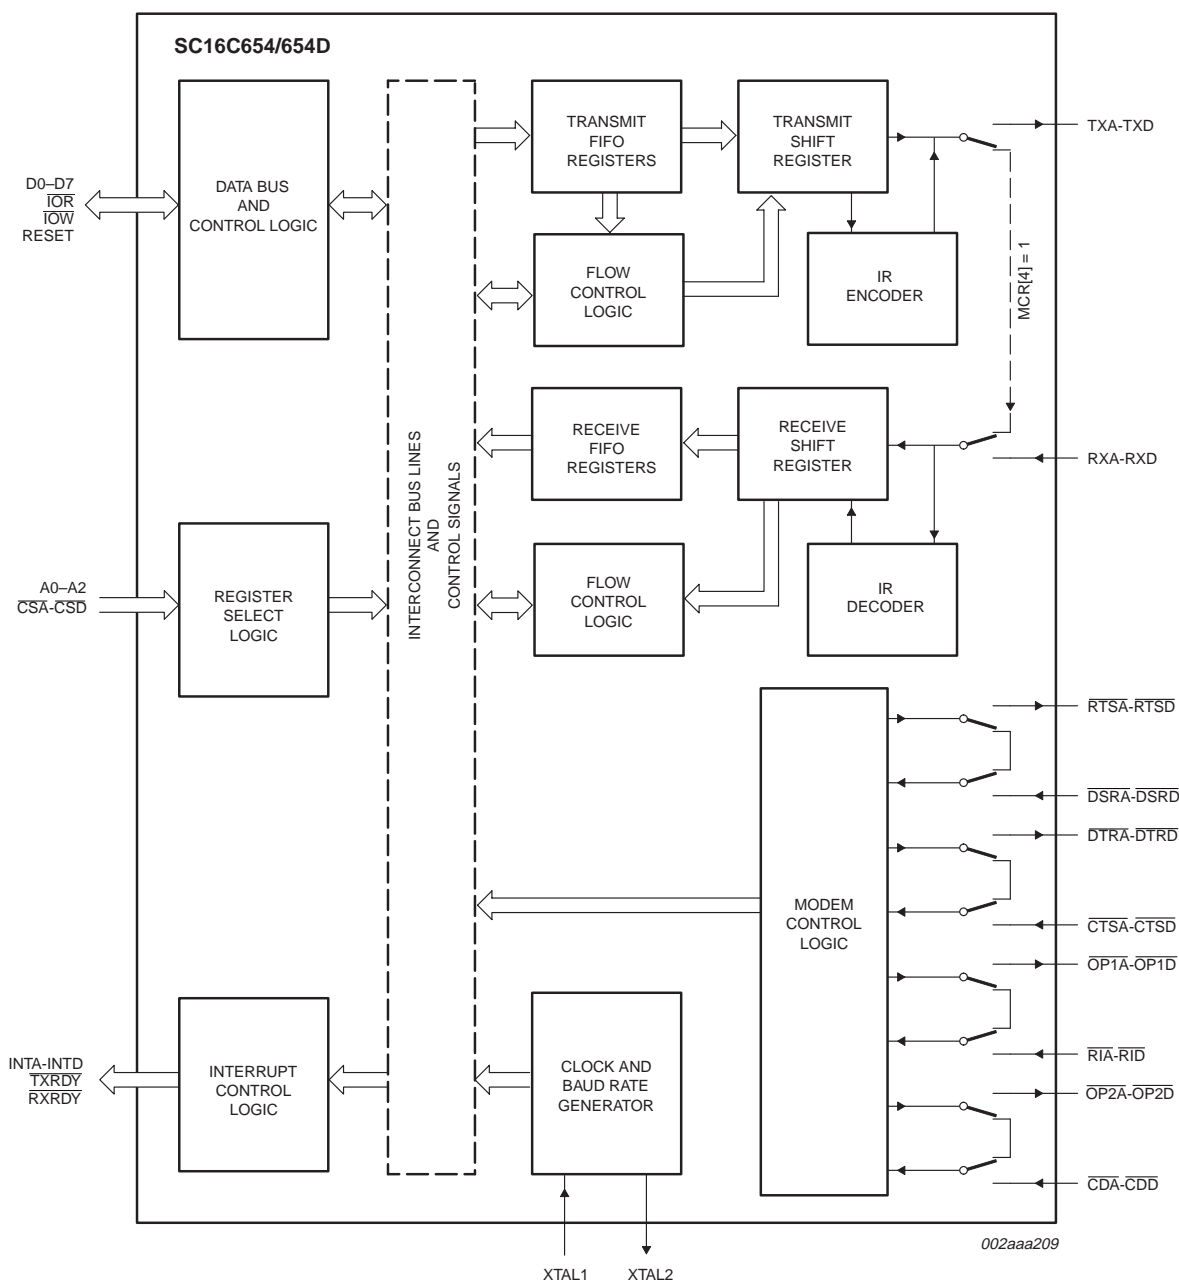 SC16C654/654D
D0–D7
IOR
IOW
RESET
DATA BUS
AND
CONTROL LOGIC
TRANSMIT
FIFO
REGISTERS
TRANSMIT
SHIFT
REGISTER
TXA-TXD
FLOW
CONTROL
LOGIC
IR
ENCODER
MCR[4] = 1
INTERCONNECT BUS LINES
AND
CONTROL SIGNALS
RECEIVE
FIFO
REGISTERS
RECEIVE
SHIFT
REGISTER
RXA-RXD
A0–A2
CSA-CSD
REGISTER
SELECT
LOGIC
FLOW
CONTROL
LOGIC
IR
DECODER
RTSA-RTSD
DSRA-DSRD
DTRA-DTRD
MODEM
CONTROL
LOGIC
CTSA-CTSD
OP1A-OP1D
RIA-RID
OP2A-OP2D
CDA-CDD
INTA-INTD
TXRDY
RXRDY
INTERRUPT
CONTROL
LOGIC
CLOCK AND
BAUD RATE
GENERATOR
XTAL1
XTAL2
002aaa209